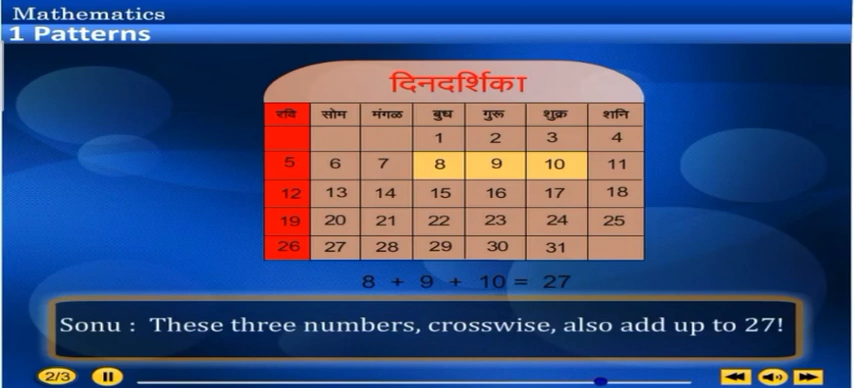 Mathematics
1 Patterns
दिनदर्शिका
रवि सोम मंगळ बुध गुरू शुक्र शनि
1 2 3 4
5 6 7 8 9 10 11
12 13 14 15 16 17 18
19 20 21 22 23 24 25
26 27 28 29 30 31
8 + 9 + 10 = 27
Sonu : These three numbers, crosswise, also add up to 27!
2/3